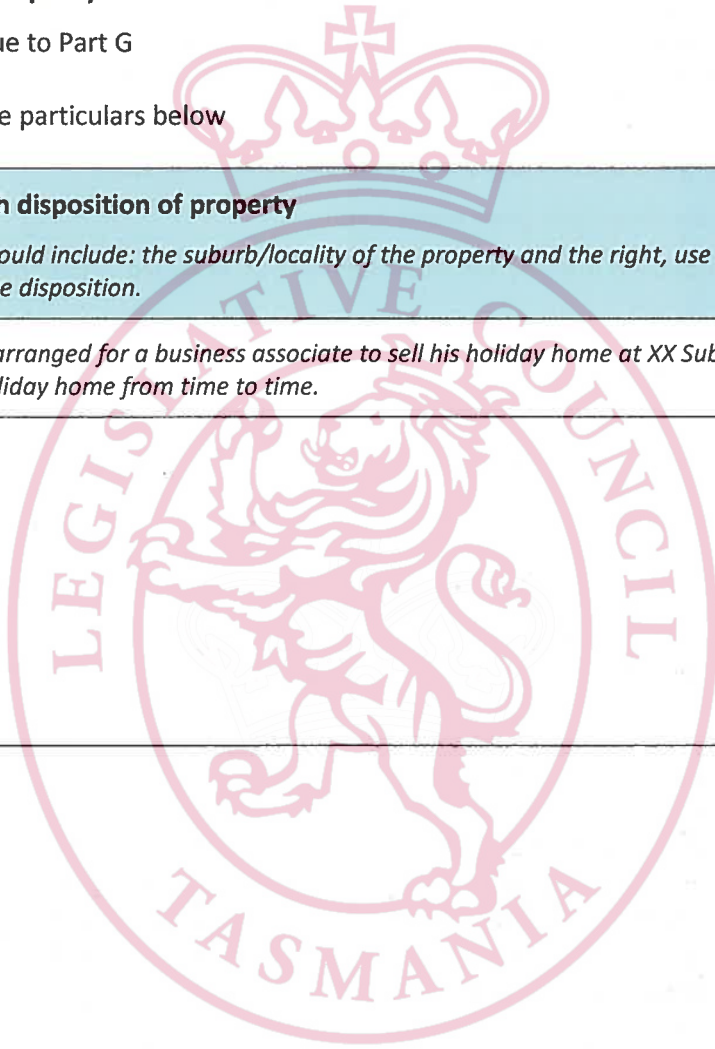 ue to Part G
e particulars below
n disposition of property
ould include: the suburb/locality of the property and the right, use
e disposition.
arranged for a business associate to sell his holiday home at XX Sub
liday home from time to time.
LEGISLATIVE COUNCIL
TASMANIA